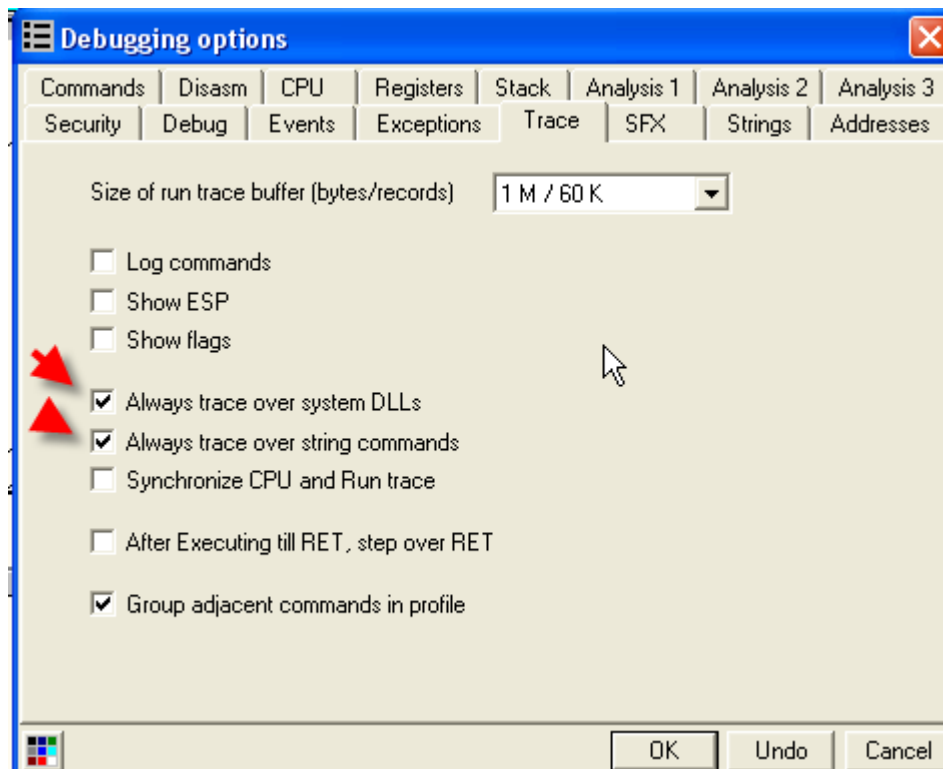 Debugging options
Commands Disasm CPU Registers Stack Analysis 1 Analysis 2 Analysis 3
Security Debug Events Exceptions Trace SFX Strings Addresses
Size of run trace buffer (bytes/records) 1 M / 60 K
Log commands
Show ESP
Show flags
Always trace over system DLLs
Always trace over string commands
Synchronize CPU and Run trace
After Executing till RET, step over RET
Group adjacent commands in profile
OK Undo Cancel